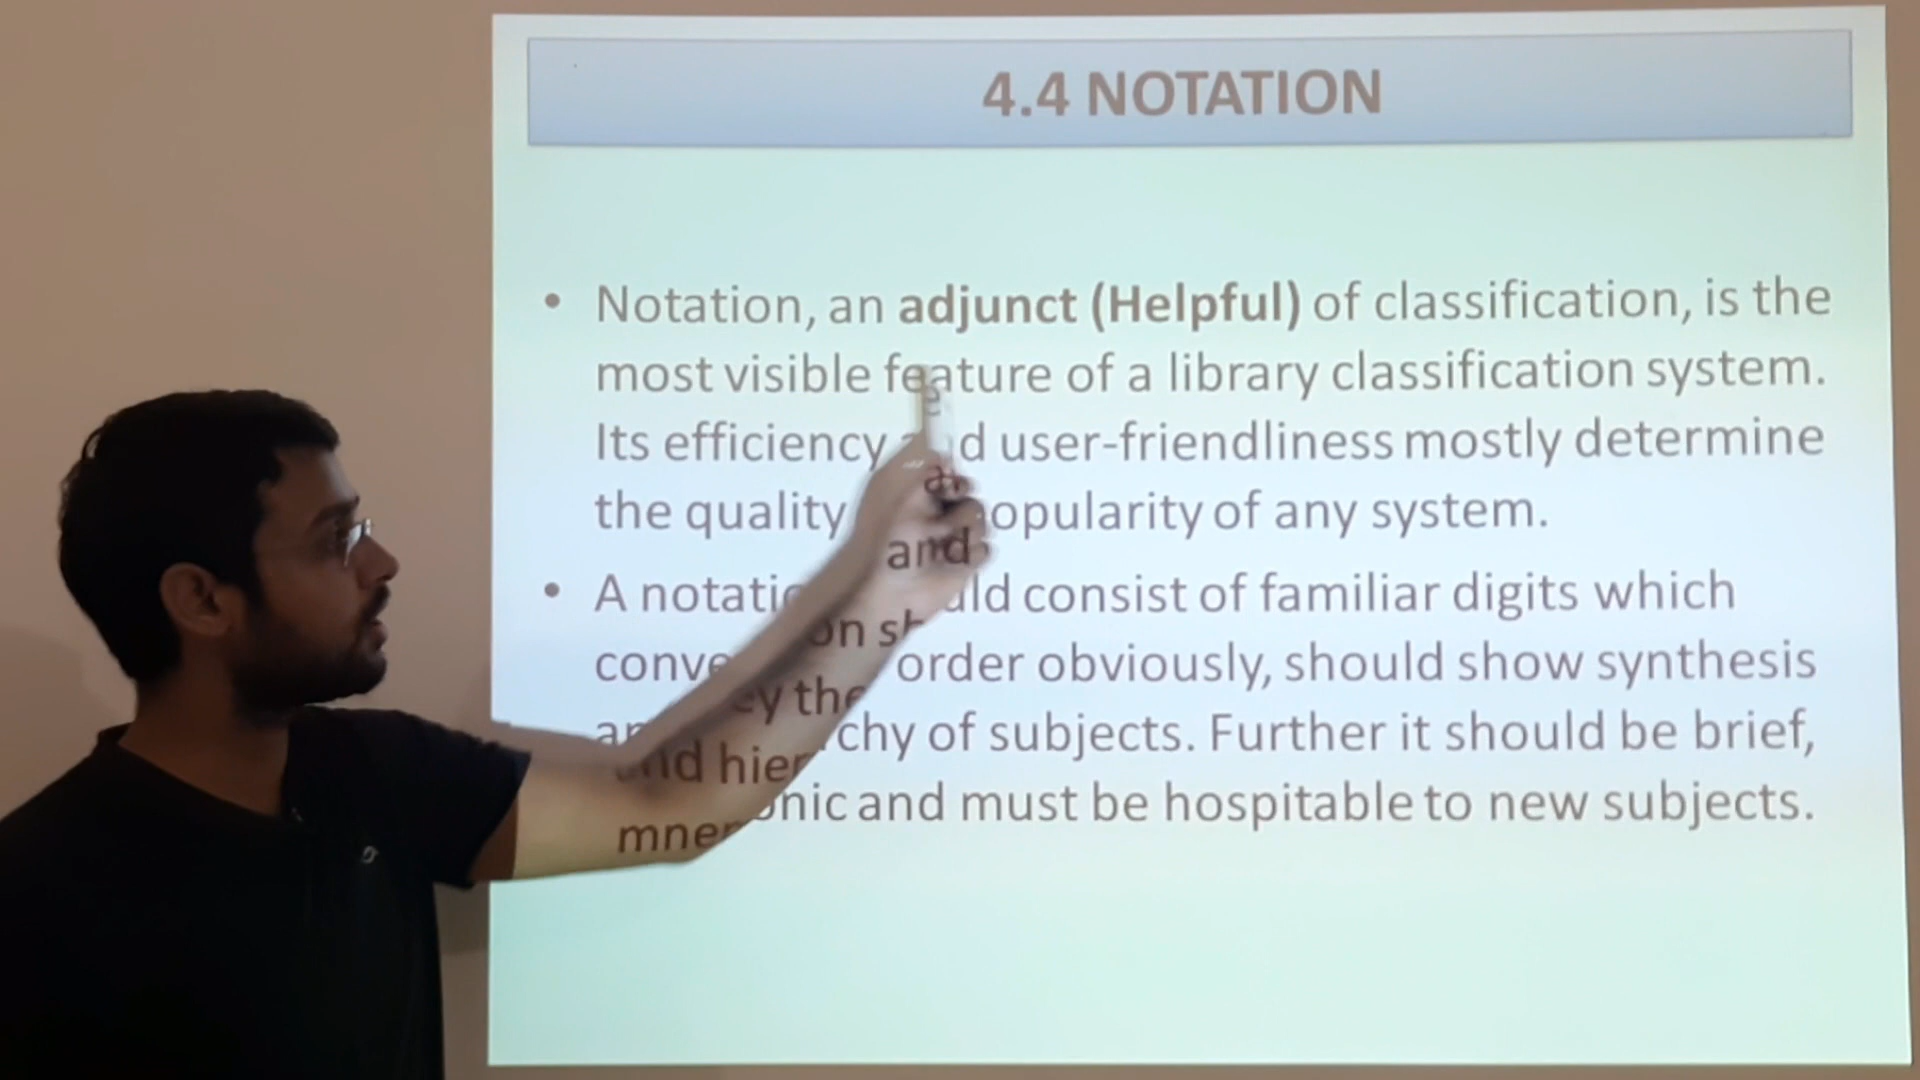 4.4 NOTATION
• Notation, an adjunct (Helpful) of classification, is the
most visible feature of a library classification system.
Its efficiency and user-friendliness mostly determine
the quality and popularity of any system.
• A notation should consist of familiar digits which
convey the order obviously, should show synthesis
and hierarchy of subjects. Further it should be brief,
mnemonic and must be hospitable to new subjects.